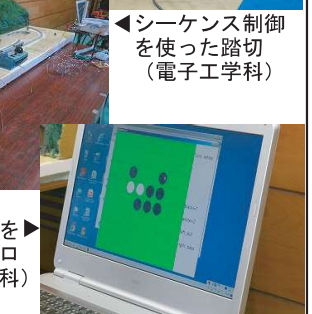 ◀シーケンス制御
を使った踏切
（電子工学科）
を▶
ロ
科）